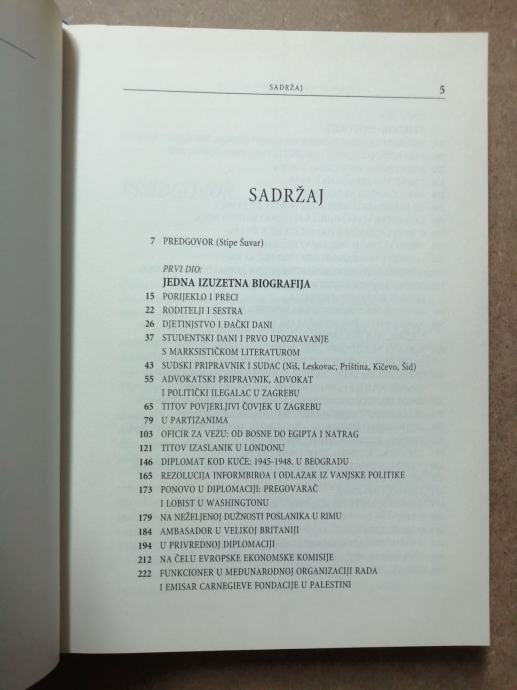 SADRŽAJ 5
SADRŽAJ
7 PREDGOVOR (Stipe Šuvar)
PRVI DIO:
JEDNA IZUZETNA BIOGRAFIJA
15 PORIJEKLO I PRECI
22 RODITELJI I SESTRA
26 DJETINJSTVO I ĐAČKI DANI
37 STUDENTSKI DANI I PRVO UPOZNAVANJE
S MARKSISTIČKOM LITERATUROM
43 SUDSKI PRIPRAVNIK I SUDAC (Niš, Leskovac, Priština, Kičevo, Šid)
55 ADVOKATSKI PRIPRAVNIK, ADVOKAT
I POLITIČKI ILEGALAC U ZAGREBU
65 TITOV POVJERLJIVI ČOVJEK U ZAGREBU
79 U PARTIZANIMA
103 OFICIR ZA VEZU: OD BOSNE DO EGIPTA I NATRAG
121 TITOV IZASLANIK U LONDONU
146 DIPLOMAT KOD KUĆE: 1945-1948. U BEOGRADU
165 REZOLUCIJA INFORMBIROA I ODLAZAK IZ VANJSKE POLITIKE
173 PONOVO U DIPLOMACIJI: PREGOVARAČ
I LOBIST U WASHINGTONU
179 NA NEŽELJENOJ DUŽNOSTI POSLANIKA U RIMU
184 AMBASADOR U VELIKOJ BRITANIJI
194 U PRIVREDNOJ DIPLOMACIJI
212 NA ČELU EVROPSKE EKONOMSKE KOMISIJE
222 FUNKCIONER U MEĐUNARODNOJ ORGANIZACIJI RADA
I EMISAR CARNEGIEVE FONDACIJE U PALESTINI